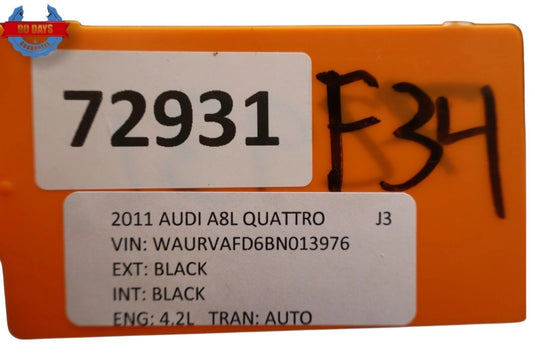 90 DAYS
GUARANTEE
72931
F34
2011 AUDI A8L QUATTRO J3
VIN: WAURVAFD6BN013976
EXT: BLACK
INT: BLACK
ENG: 4.2L TRAN: AUTO